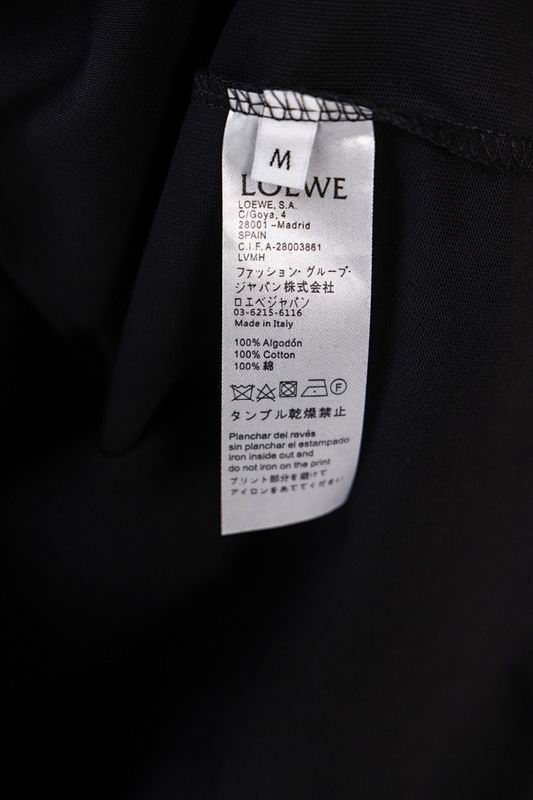 M
LOEWE
LOEWE, S.A.
C/Goya, 4
28001 –Madrid
SPAIN
C.I.F. A-28003861
LVMH
ファッション・グループ・
ジャパン株式会社
ロエベジャパン
03-6215-6116
Made in Italy
100% Algodón
100% Cotton
100% 綿
F
タンブル乾燥禁止
Planchar del revés
sin planchar el estampado
iron inside out and
do not iron on the print
プリント部分を避けて
アイロンをあててください